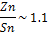 Zn/Sn ~ 1.1